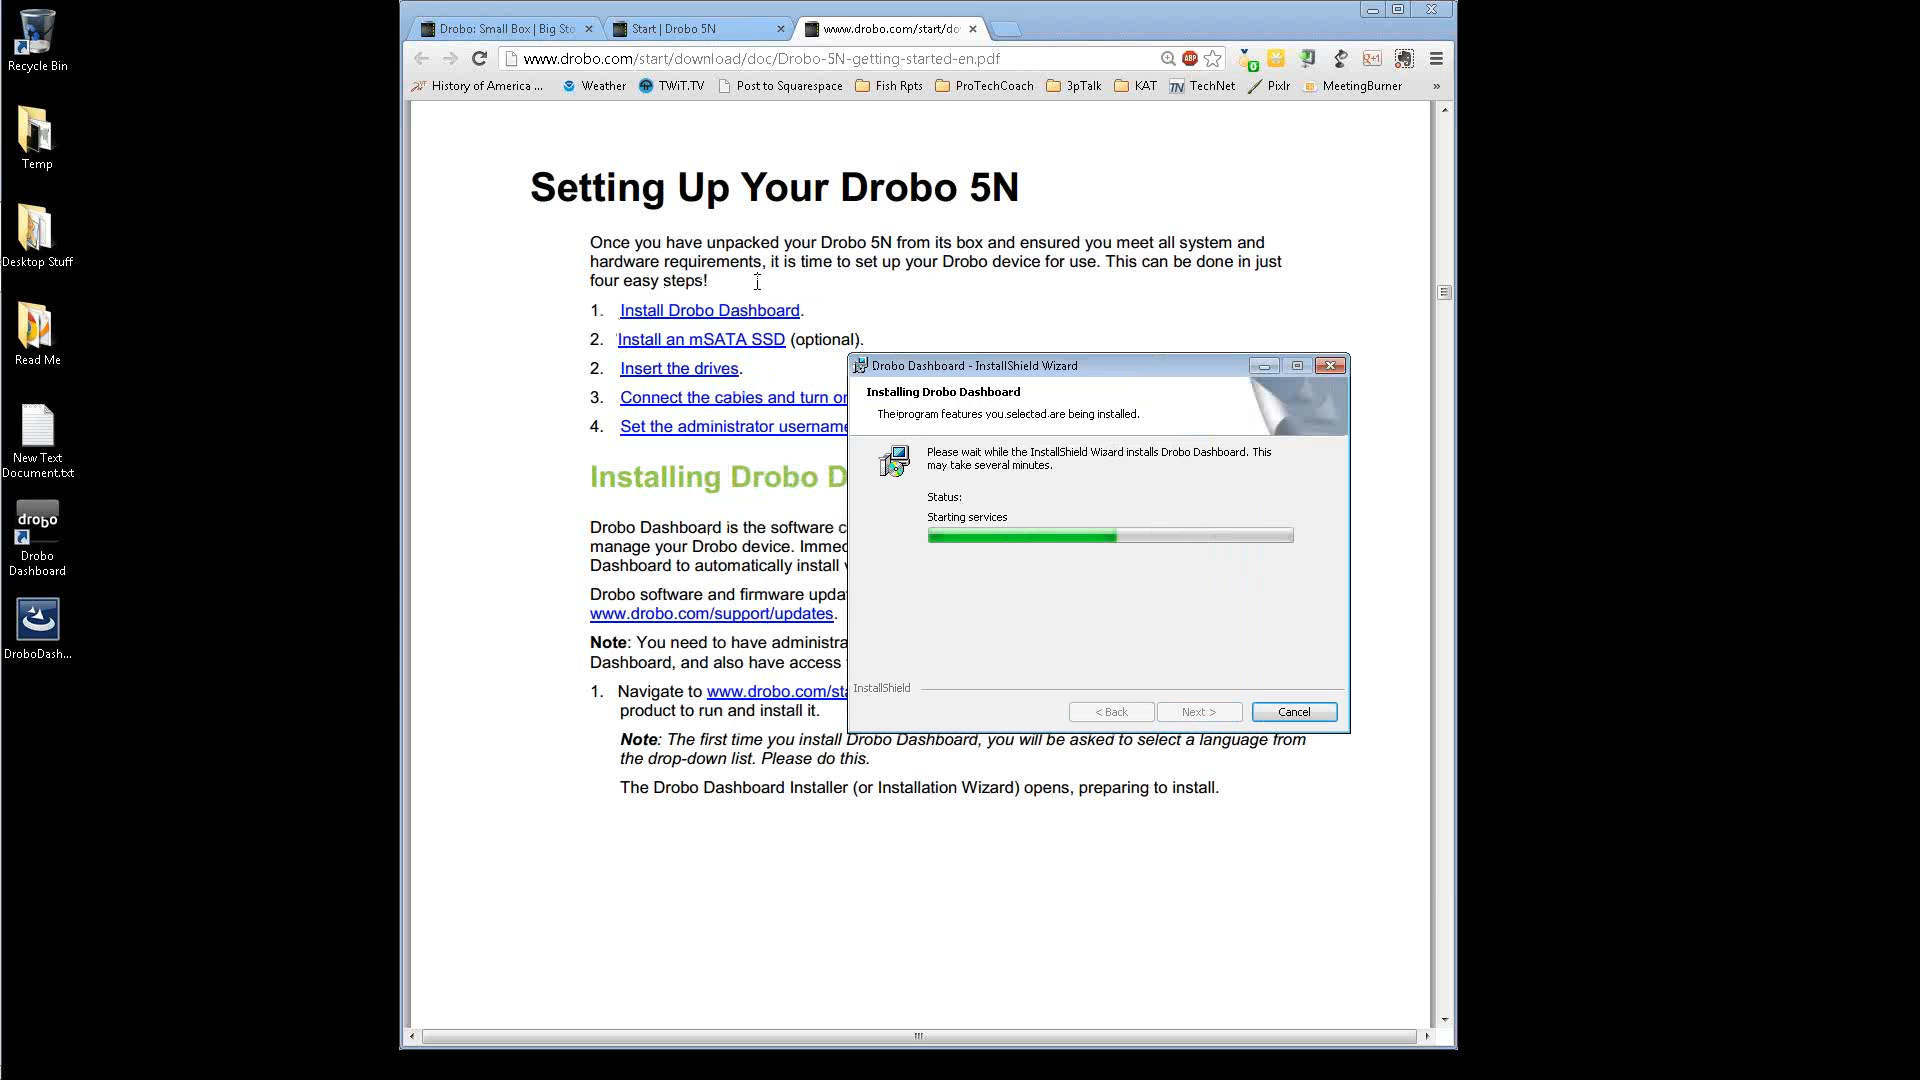 Recycle Bin
Temp
Desktop Stuff
Read Me
New Text
Document.txt
drobo
Drobo
Dashboard
DroboDash...
Drobo: Small Box | Big Sto
Start | Drobo 5N
www.drobo.com/start/do
www.drobo.com/start/download/doc/Drobo-5N-getting-started-en.pdf
ABP
0
g+1
History of America ...
Weather
TWiT.TV
Post to Squarespace
Fish Rpts
ProTechCoach
3pTalk
KAT
TN
TechNet
Pixlr
MeetingBurner
»
Setting Up Your Drobo 5N
Once you have unpacked your Drobo 5N from its box and ensured you meet all system and
hardware requirements, it is time to set up your Drobo device for use. This can be done in just
four easy steps!
1. Install Drobo Dashboard.
2. Install an mSATA SSD (optional).
2. Insert the drives.
3. Connect the cables and turn on
4. Set the administrator username
Installing Drobo D
Drobo Dashboard is the software c
manage your Drobo device. Immed
Dashboard to automatically install
Drobo software and firmware updat
www.drobo.com/support/updates.
Note: You need to have administra
Dashboard, and also have access
1. Navigate to www.drobo.com/sta
product to run and install it.
Note: The first time you install Drobo Dashboard, you will be asked to select a language from
the drop-down list. Please do this.
The Drobo Dashboard Installer (or Installation Wizard) opens, preparing to install.
Drobo Dashboard - InstallShield Wizard
Installing Drobo Dashboard
The program features you selected are being installed.
Please wait while the InstallShield Wizard installs Drobo Dashboard. This
may take several minutes.
Status:
Starting services
InstallShield
< Back
Next >
Cancel